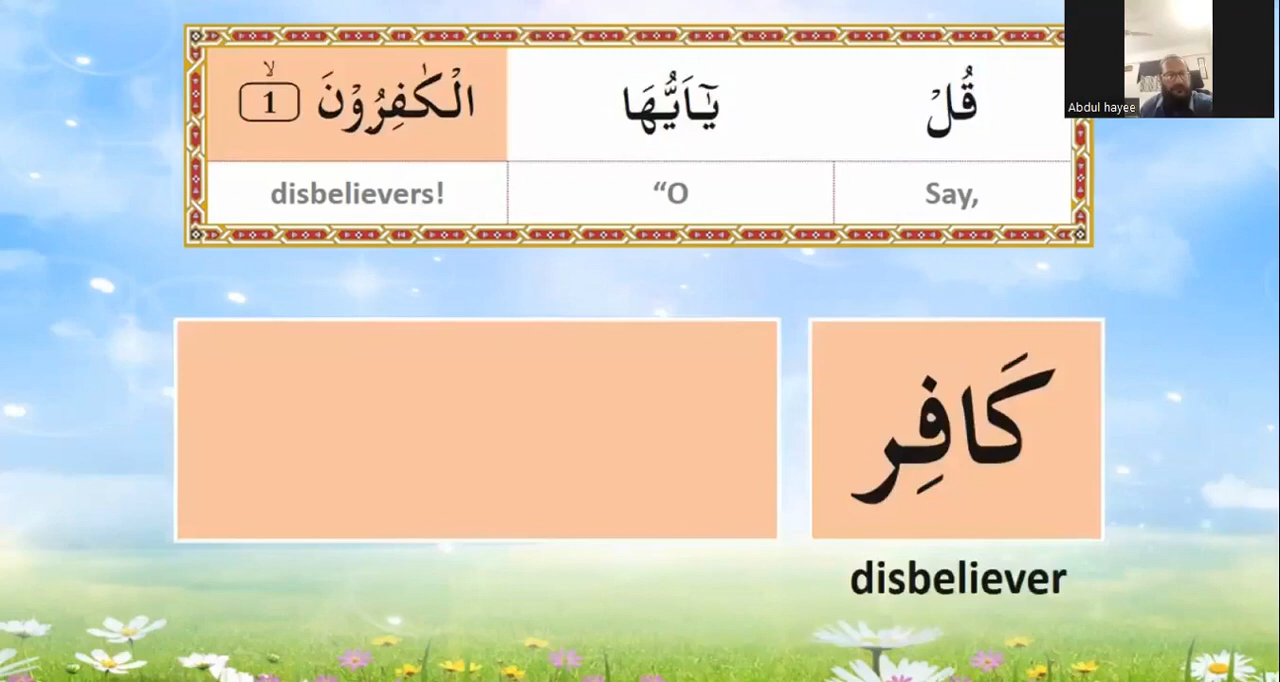 قُلْ يٰٓاَيُّهَا الْكٰفِرُوْنَ ۙ 1
Say, “O disbelievers!
Abdul hayee
كَافِر
disbeliever